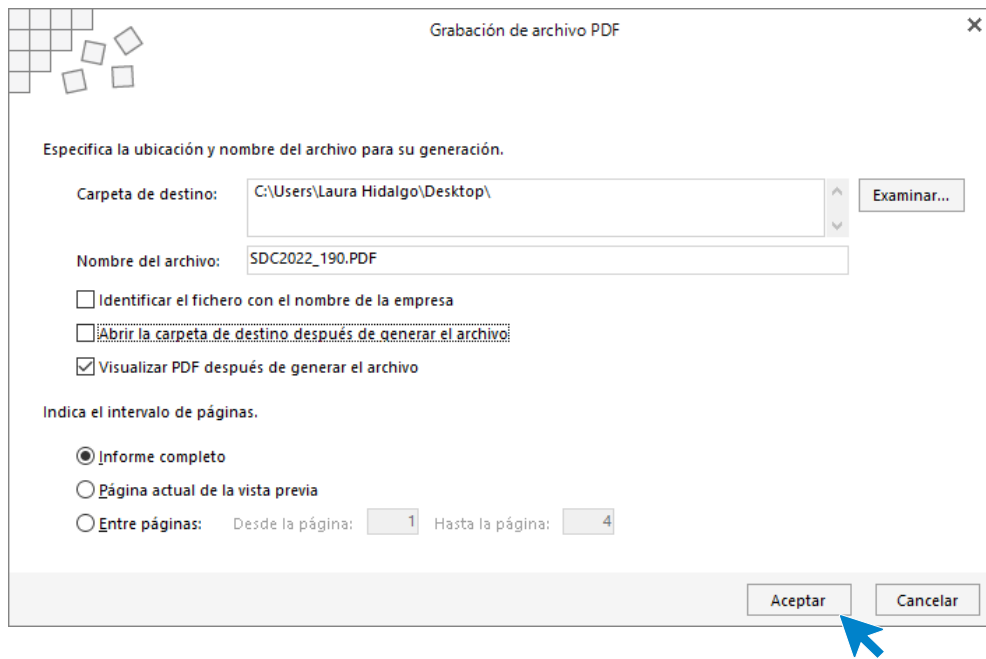 Grabación de archivo PDF
Especifica la ubicación y nombre del archivo para su generación.
Carpeta de destino: C:\Users\Laura Hidalgo\Desktop\ Examinar...
Nombre del archivo: SDC2022_190.PDF
Identificar el fichero con el nombre de la empresa
Abrir la carpeta de destino después de generar el archivo
Visualizar PDF después de generar el archivo
Indica el intervalo de páginas.
Informe completo
Página actual de la vista previa
Entre páginas: Desde la página: 1 Hasta la página: 4
Aceptar Cancelar